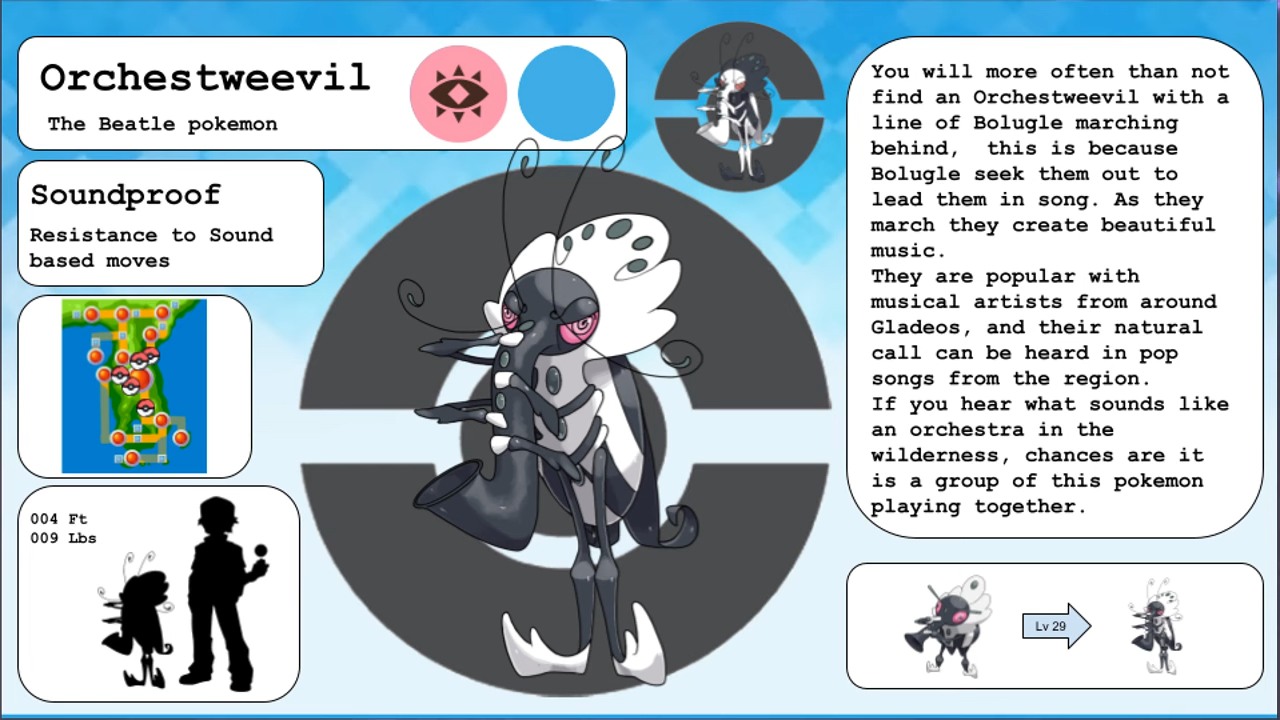 Orchestweevil
The Beatle pokemon
Soundproof
Resistance to Sound
based moves
004 Ft
009 Lbs
You will more often than not
find an Orchestweevil with a
line of Bolugle marching
behind,  this is because
Bolugle seek them out to
lead them in song. As they
march they create beautiful
music.
They are popular with
musical artists from around
Gladeos, and their natural
call can be heard in pop
songs from the region.
If you hear what sounds like
an orchestra in the
wilderness, chances are it
is a group of this pokemon
playing together.
Lv 29